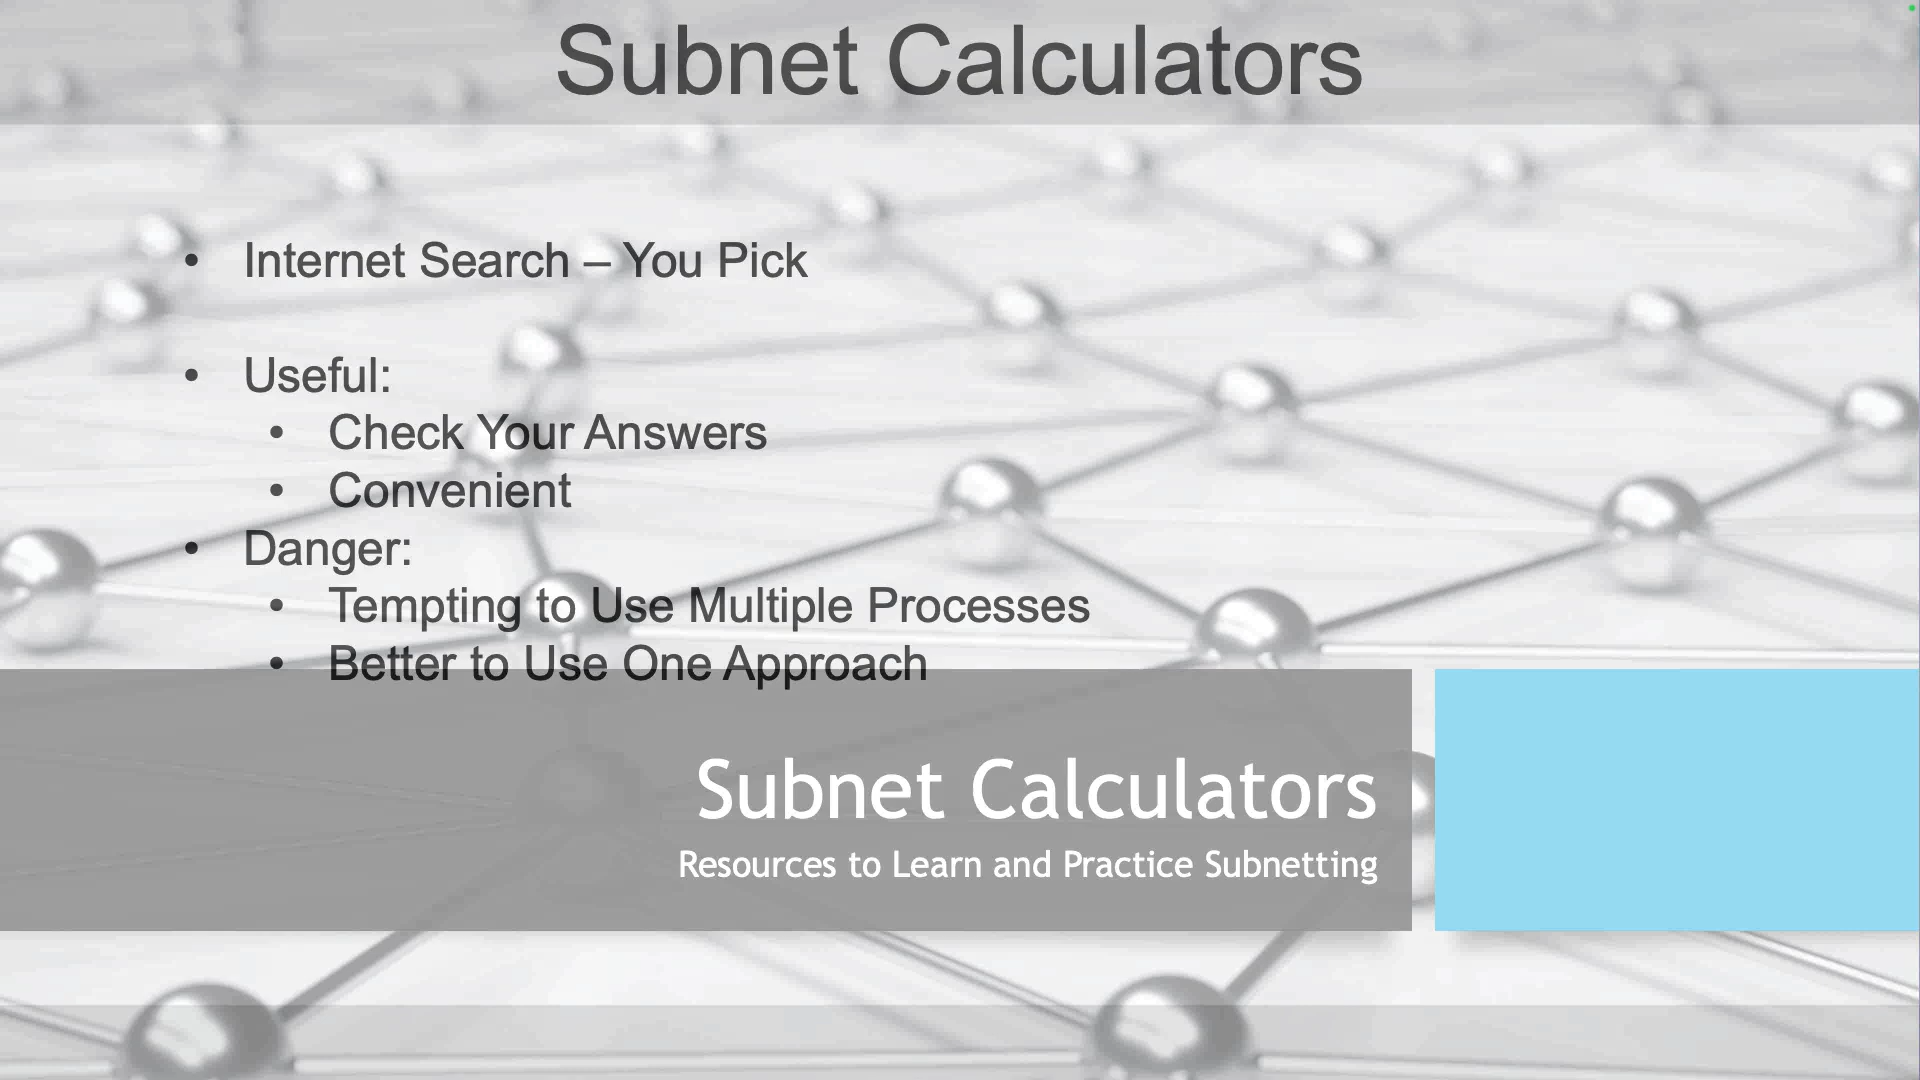 Subnet Calculators
• Internet Search – You Pick
• Useful:
• Check Your Answers
• Convenient
• Danger:
• Tempting to Use Multiple Processes
• Better to Use One Approach
Subnet Calculators
Resources to Learn and Practice Subnetting